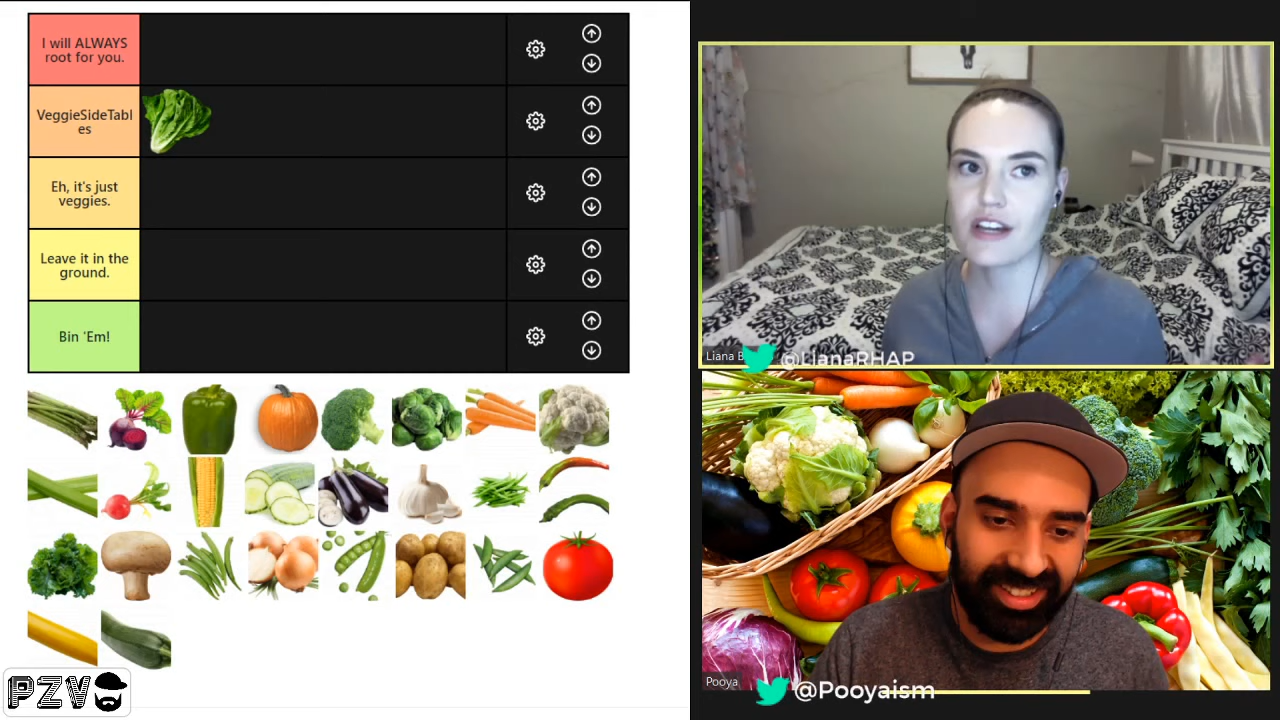 I will ALWAYS
root for you.
VeggieSideTabl
es
Eh, it's just
veggies.
Leave it in the
ground.
Bin 'Em!
PZV
Liana B
@LianaRHAP
Pooya
@Pooyaism